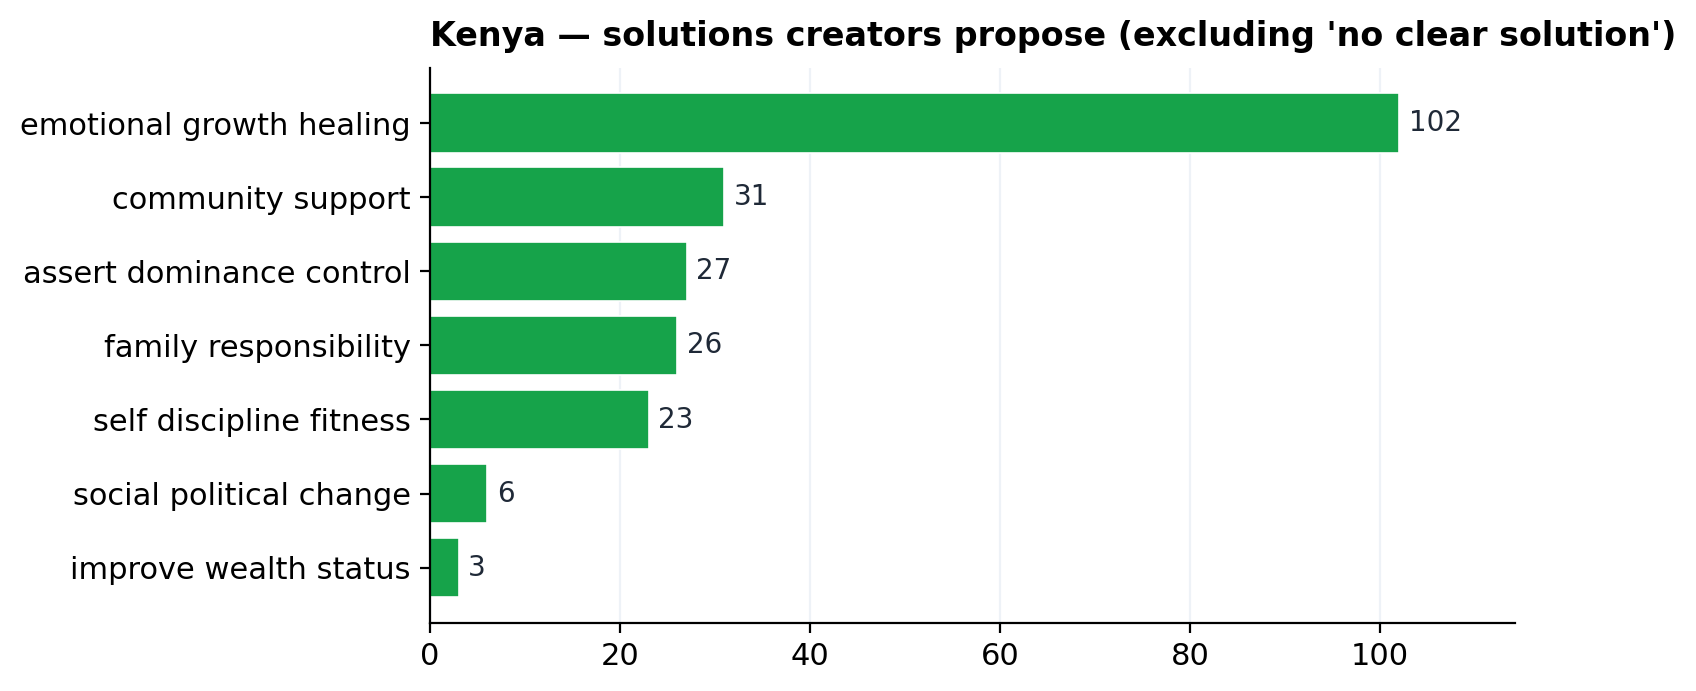 Kenya — solutions creators propose (excluding 'no clear solution')
emotional growth healing 102
community support 31
assert dominance control 27
family responsibility 26
self discipline fitness 23
social political change 6
improve wealth status 3
0 20 40 60 80 100